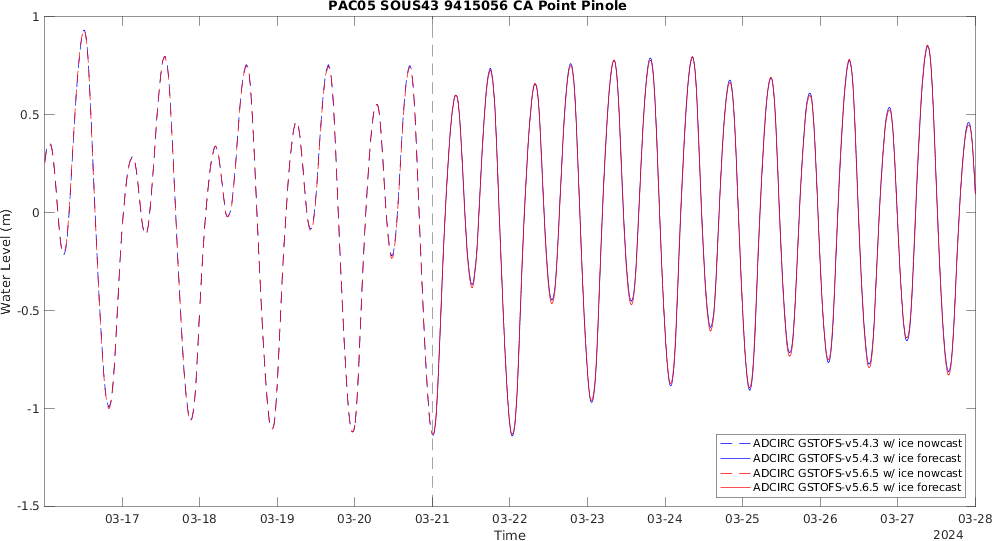 PAC05 SOUS43 9415056 CA Point Pinole
1
0.5
0
-0.5
-1
-1.5
Water Level (m)
03-17 03-18 03-19 03-20 03-21 03-22 03-23 03-24 03-25 03-26 03-27 03-28
Time
2024
ADCIRC GSTOFS-v5.4.3 w/ ice nowcast
ADCIRC GSTOFS-v5.4.3 w/ ice forecast
ADCIRC GSTOFS-v5.6.5 w/ ice nowcast
ADCIRC GSTOFS-v5.6.5 w/ ice forecast